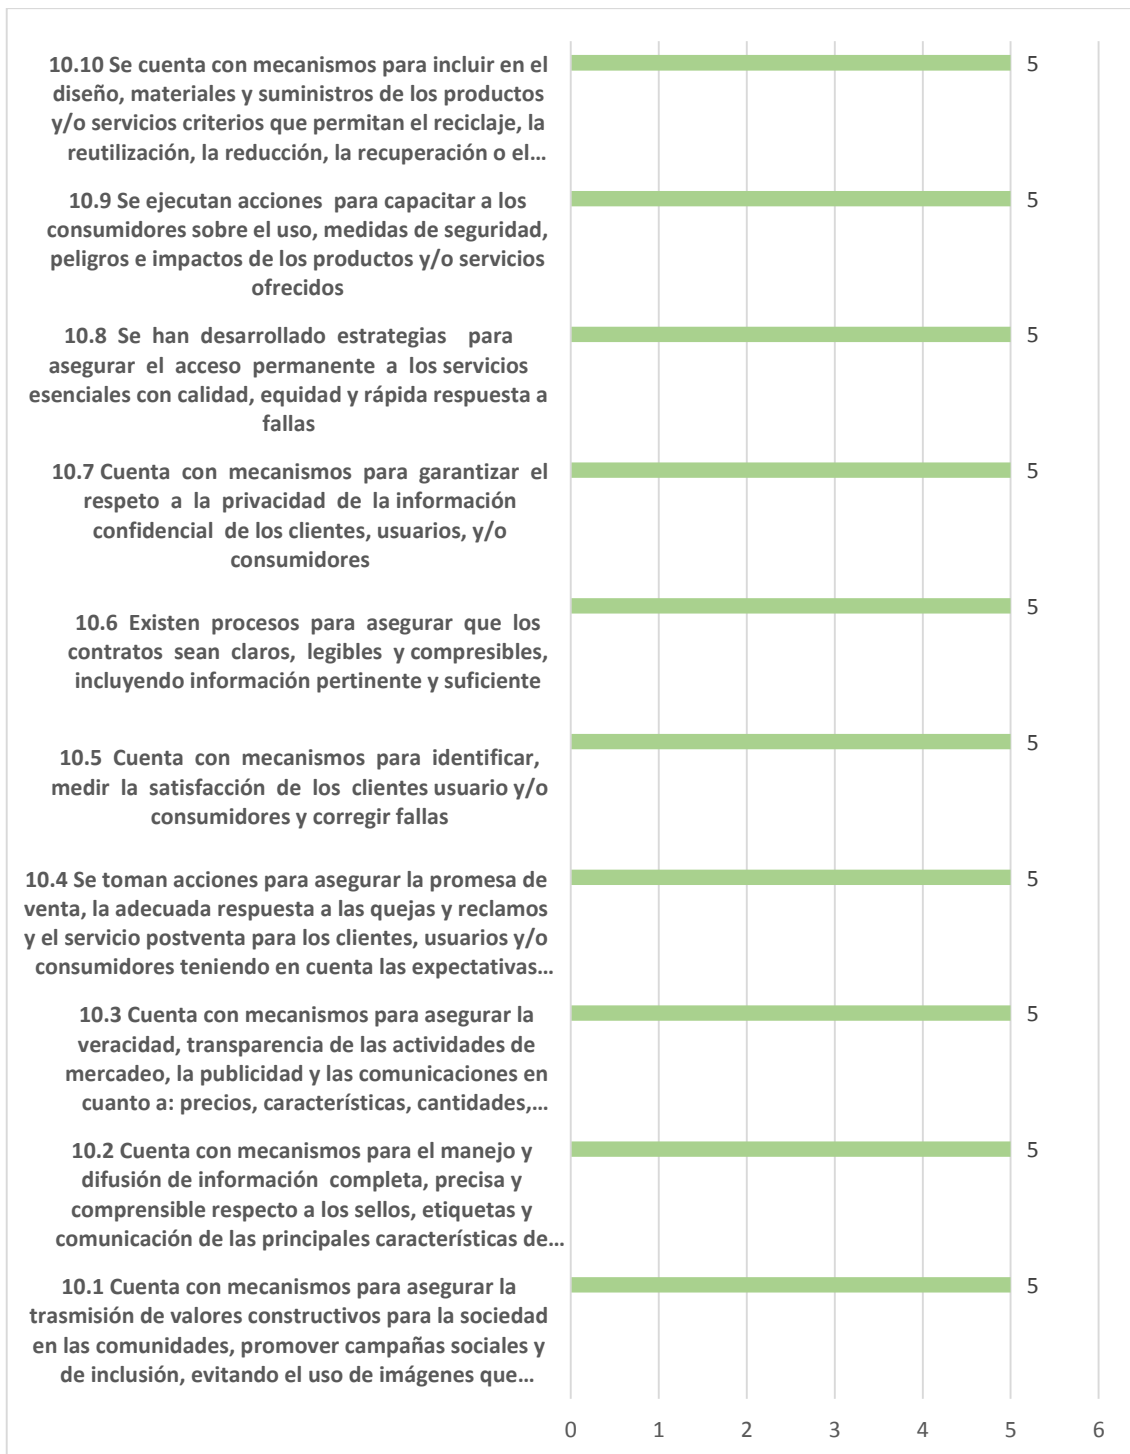 10.10 Se cuenta con mecanismos para incluir en el
diseño, materiales y suministros de los productos
y/o servicios criterios que permitan el reciclaje, la
reutilización, la reducción, la recuperación o el...
5
10.9 Se ejecutan acciones para capacitar a los
consumidores sobre el uso, medidas de seguridad,
peligros e impactos de los productos y/o servicios
ofrecidos
5
10.8 Se han desarrollado estrategias para
asegurar el acceso permanente a los servicios
esenciales con calidad, equidad y rápida respuesta a
fallas
5
10.7 Cuenta con mecanismos para garantizar el
respeto a la privacidad de la información
confidencial de los clientes, usuarios, y/o
consumidores
5
10.6 Existen procesos para asegurar que los
contratos sean claros, legibles y compresibles,
incluyendo información pertinente y suficiente
5
10.5 Cuenta con mecanismos para identificar,
medir la satisfacción de los clientes usuario y/o
consumidores y corregir fallas
5
10.4 Se toman acciones para asegurar la promesa de
venta, la adecuada respuesta a las quejas y reclamos
y el servicio postventa para los clientes, usuarios y/o
consumidores teniendo en cuenta las expectativas...
5
10.3 Cuenta con mecanismos para asegurar la
veracidad, transparencia de las actividades de
mercadeo, la publicidad y las comunicaciones en
cuanto a: precios, características, cantidades,...
5
10.2 Cuenta con mecanismos para el manejo y
difusión de información completa, precisa y
comprensible respecto a los sellos, etiquetas y
comunicación de las principales características de...
5
10.1 Cuenta con mecanismos para asegurar la
trasmisión de valores constructivos para la sociedad
en las comunidades, promover campañas sociales y
de inclusión, evitando el uso de imágenes que...
5
0 1 2 3 4 5 6